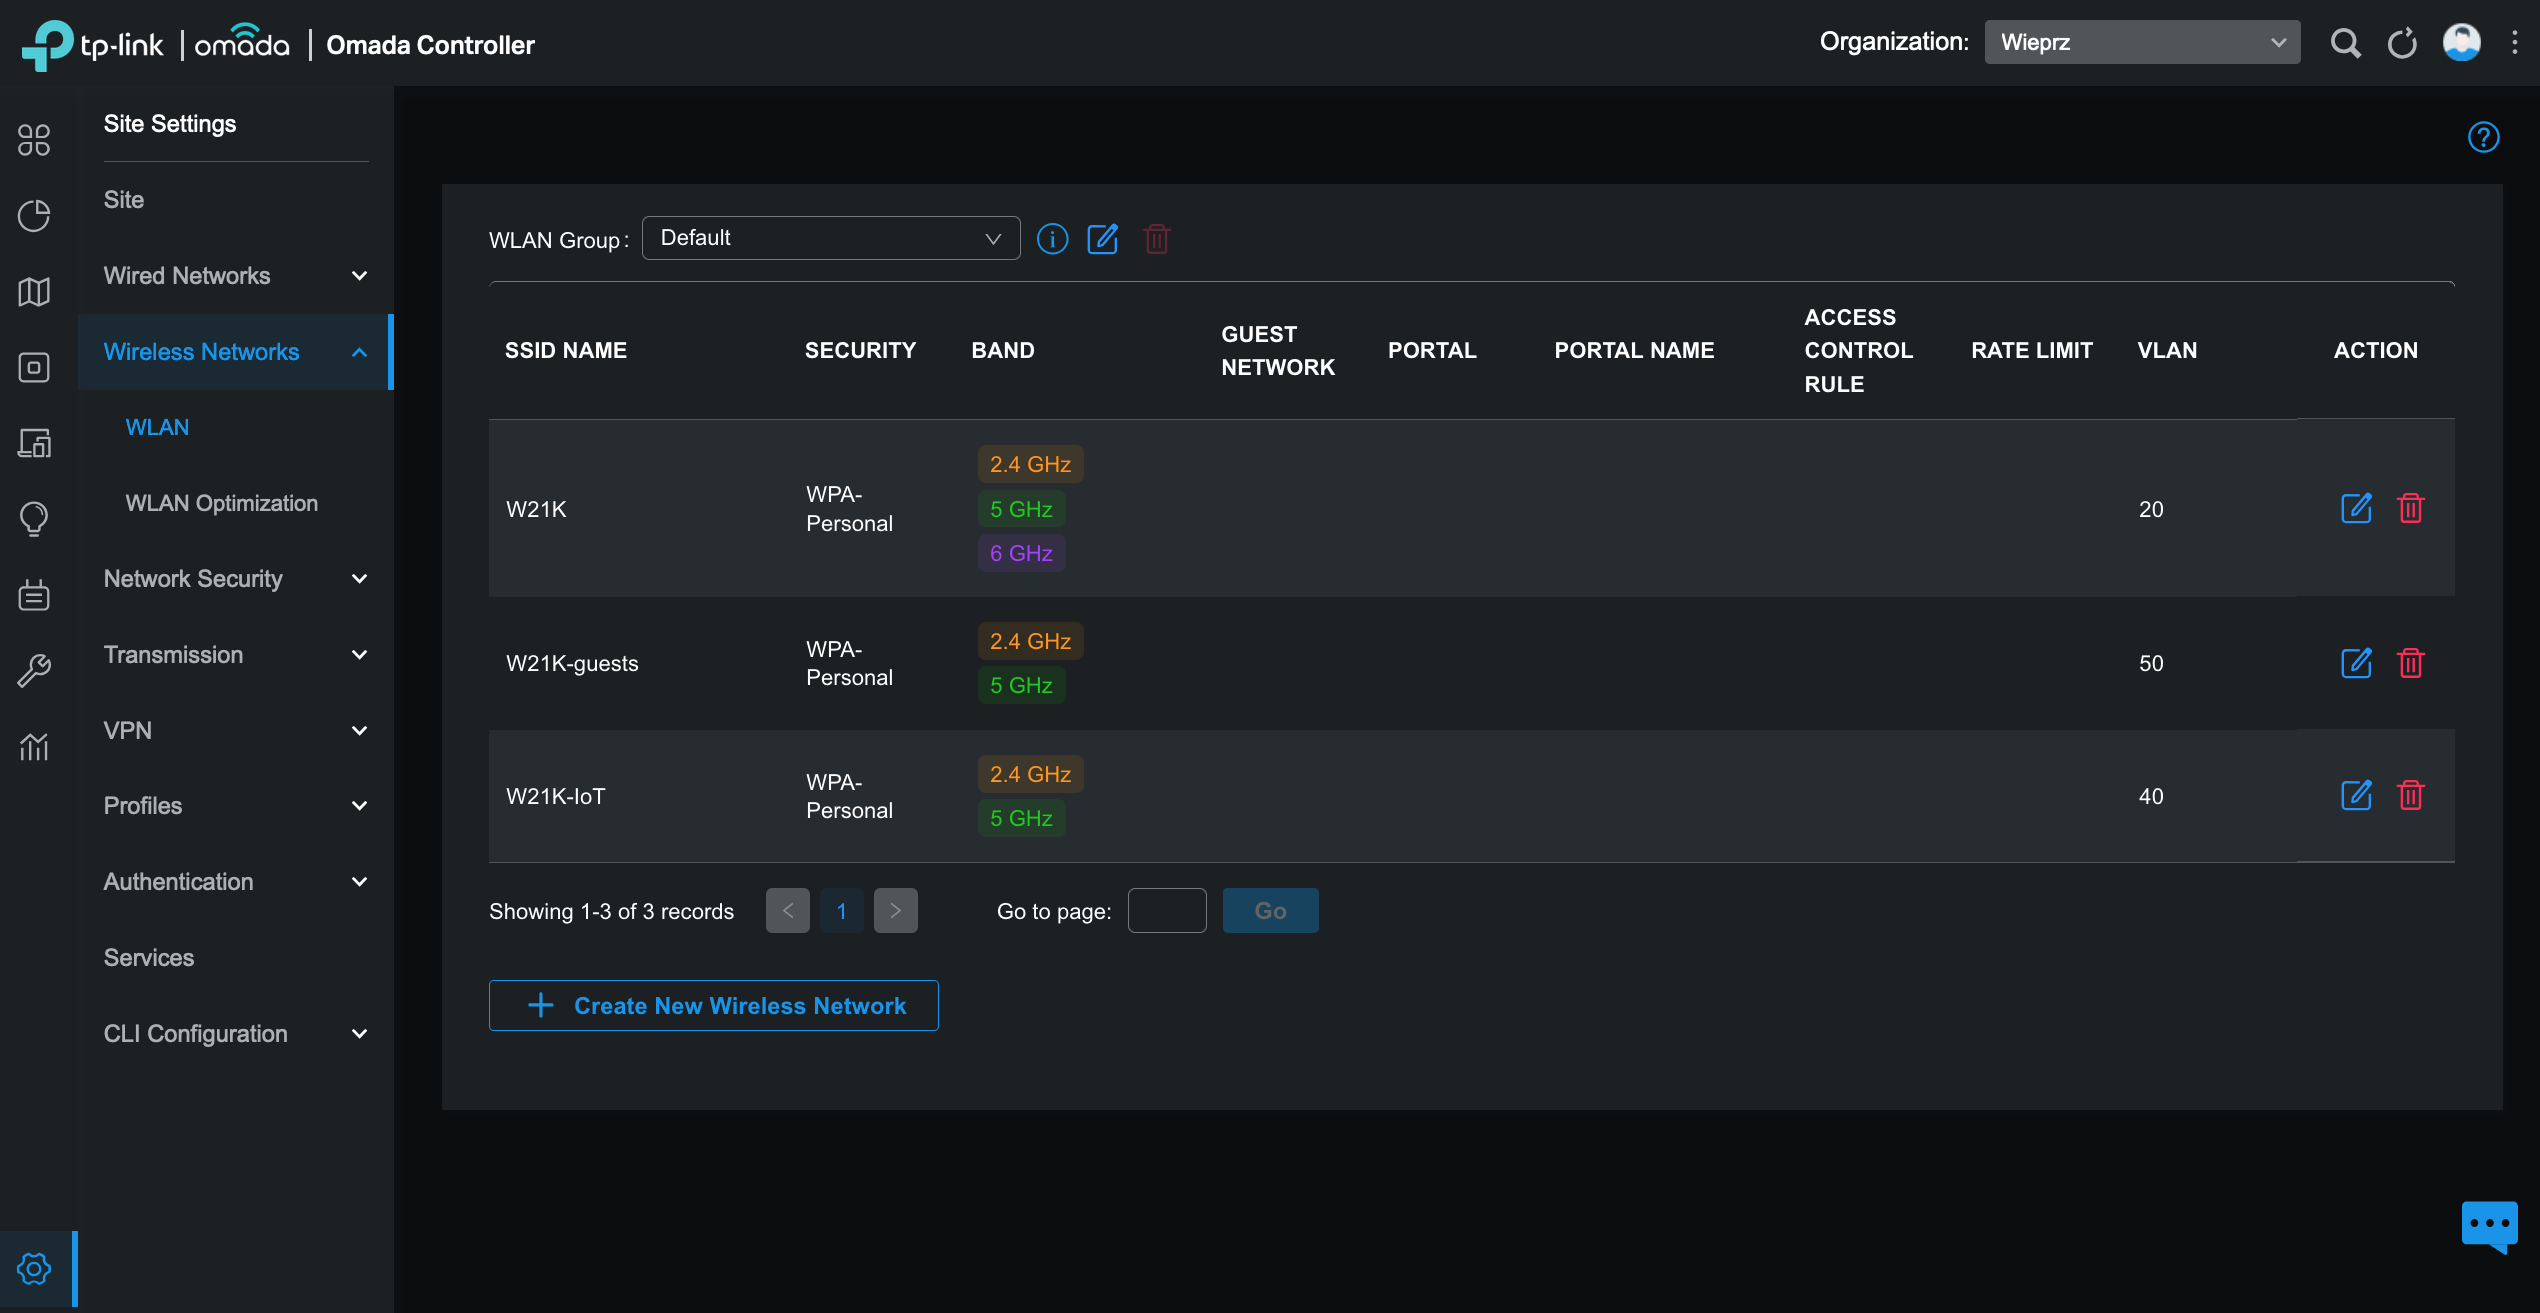 tp-link | omada | Omada Controller
Organization: Wieprz
Site Settings
Site
Wired Networks
Wireless Networks
WLAN
WLAN Optimization
Network Security
Transmission
VPN
Profiles
Authentication
Services
CLI Configuration
WLAN Group: Default
SSID NAME SECURITY BAND GUEST NETWORK PORTAL PORTAL NAME ACCESS CONTROL RULE RATE LIMIT VLAN ACTION
W21K WPA-Personal 2.4 GHz 5 GHz 6 GHz 20
W21K-guests WPA-Personal 2.4 GHz 5 GHz 50
W21K-IoT WPA-Personal 2.4 GHz 5 GHz 40
Showing 1-3 of 3 records < 1 > Go to page: Go
+ Create New Wireless Network